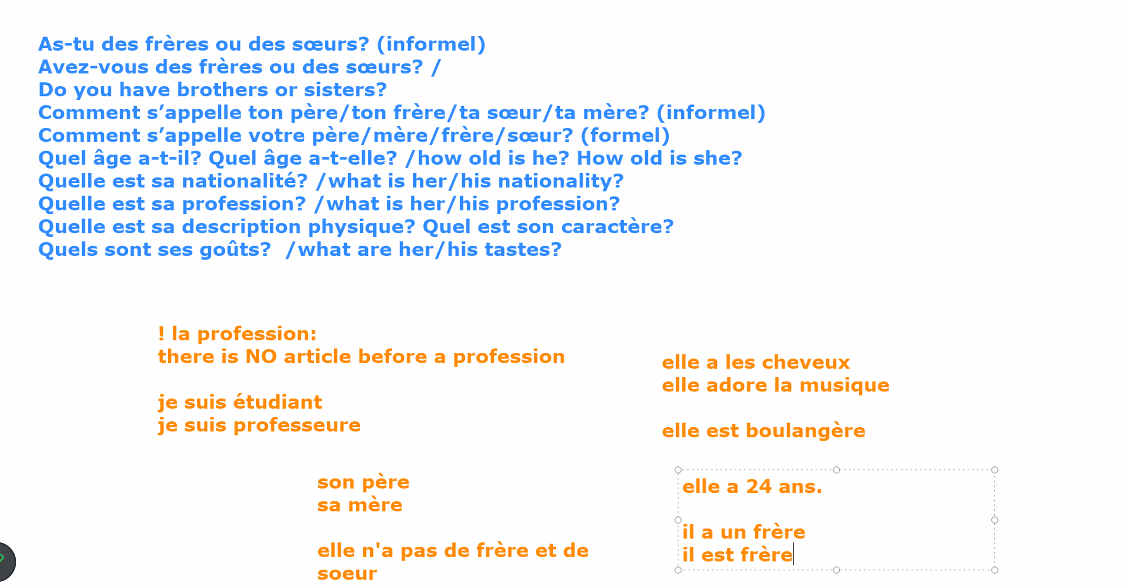 As-tu des frères ou des sœurs? (informel)
Avez-vous des frères ou des sœurs? /
Do you have brothers or sisters?
Comment s’appelle ton père/ton frère/ta sœur/ta mère? (informel)
Comment s’appelle votre père/mère/frère/sœur? (formel)
Quel âge a-t-il? Quel âge a-t-elle? /how old is he? How old is she?
Quelle est sa nationalité? /what is her/his nationality?
Quelle est sa profession? /what is her/his profession?
Quelle est sa description physique? Quel est son caractère?
Quels sont ses goûts?  /what are her/his tastes?
! la profession:
there is NO article before a profession
je suis étudiant
je suis professeure
elle a les cheveux
elle adore la musique
elle est boulangère
son père
sa mère
elle n'a pas de frère et de
soeur
elle a 24 ans.
il a un frère
il est frère